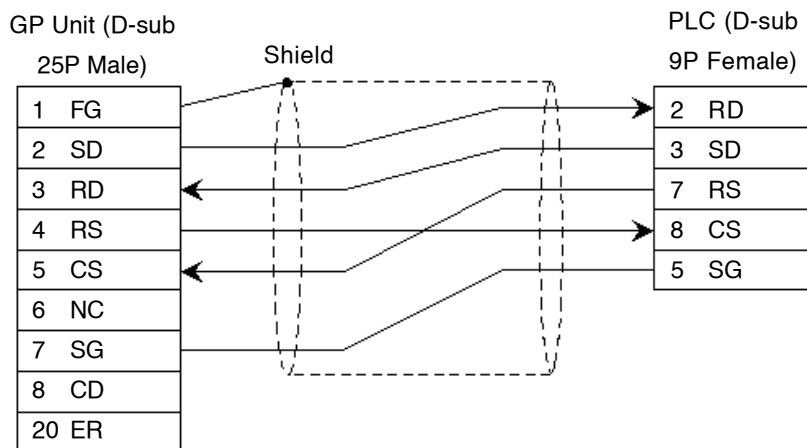 GP Unit (D-sub
25P Male)
Shield
PLC (D-sub
9P Female)
1 FG
2 SD
3 RD
4 RS
5 CS
6 NC
7 SG
8 CD
20 ER
2 RD
3 SD
7 RS
8 CS
5 SG